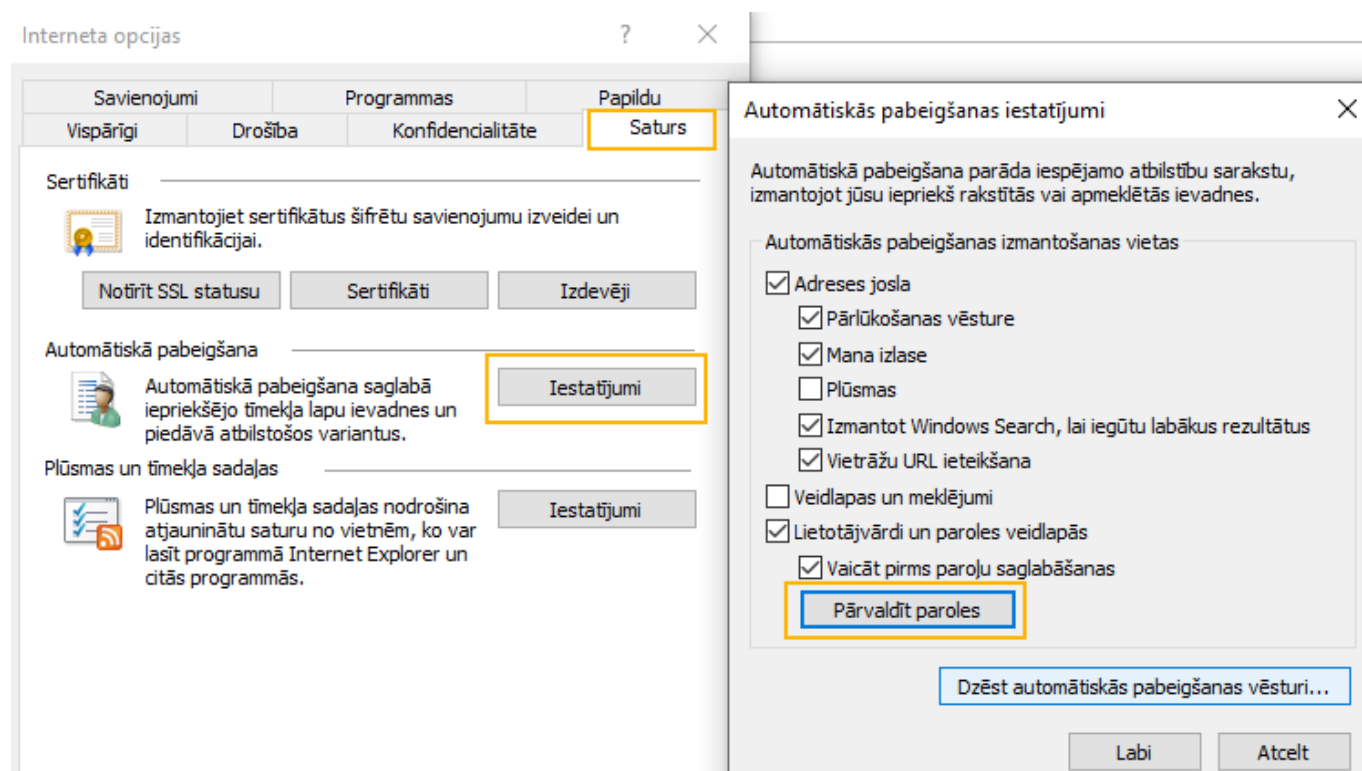 Interneta opcijas
?
Savienojumi
Programmas
Papildu
Vispārīgi
Drošība
Konfidencialitāte
Saturs
Sertifikāti
Izmantojiet sertifikātus šifrētu savienojumu izveidei un
identifikācijai.
Notīrīt SSL statusu
Sertifikāti
Izdevēji
Automātiskā pabeigšana
Automātiskā pabeigšana saglabā
iepriekšējo tīmekļa lapu ievadnes un
piedāvā atbilstošos variantus.
Iestatījumi
Plūsmas un tīmekļa sadaļas
Plūsmas un tīmekļa sadaļas nodrošina
atjauninātu saturu no vietnēm, ko var
lasīt programmā Internet Explorer un
citās programmās.
Iestatījumi
Automātiskās pabeigšanas iestatījumi
Automātiskā pabeigšana parāda iespējamo atbilstību sarakstu,
izmantojot jūsu iepriekš rakstītās vai apmeklētās ievadnes.
Automātiskās pabeigšanas izmantošanas vietas
Adreses josla
Pārlūkošanas vēsture
Mana izlase
Plūsmas
Izmantot Windows Search, lai iegūtu labākus rezultātus
Vietrāžu URL ieteikšana
Veidlapas un meklējumi
Lietotājvārdi un paroles veidlapās
Vaicāt pirms paroļu saglabāšanas
Pārvaldīt paroles
Dzēst automātiskās pabeigšanas vēsturi...
Labi
Atcelt